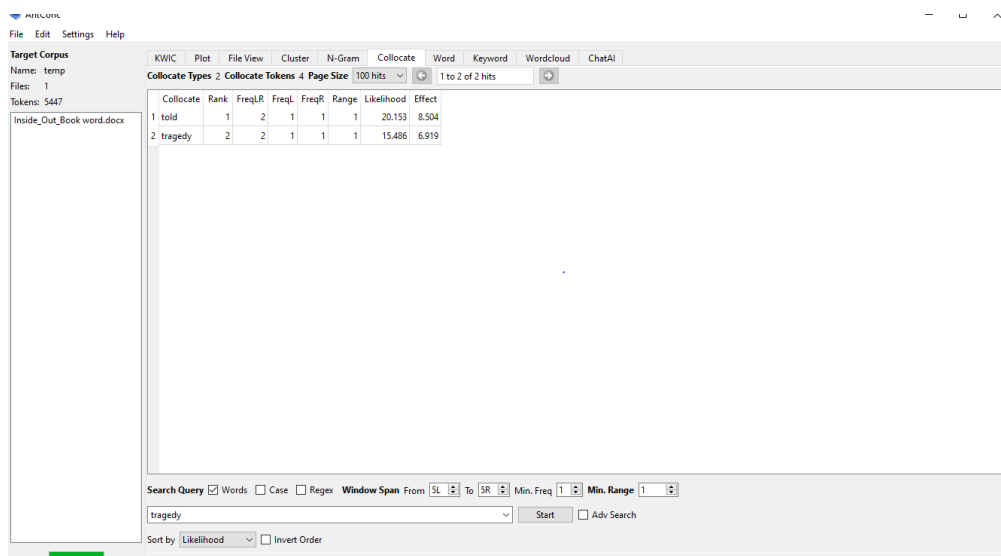 AntConc
File Edit Settings Help
Target Corpus
Name: temp
Files: 1
Tokens: 5447
Inside_Out_Book word.docx
KWIC Plot File View Cluster N-Gram Collocate Word Keyword Wordcloud ChatAI
Collocate Types 2 Collocate Tokens 4 Page Size 100 hits 1 to 2 of 2 hits
Collocate Rank FreqLR FreqL FreqR Range Likelihood Effect
1 told 1 2 1 1 1 20.153 8.504
2 tragedy 2 2 1 1 1 15.486 6.919
Search Query Words Case Regex Window Span From 5L To 5R Min. Freq 1 Min. Range 1
tragedy Start Adv Search
Sort by Likelihood Invert Order